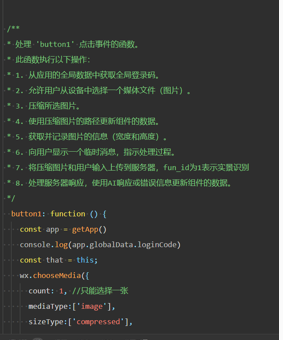 /**
* 处理 'button1' 点击事件的函数。
* 此函数执行以下操作：
* 1. 从应用的全局数据中获取全局登录码。
* 2. 允许用户从设备中选择一个媒体文件（图片）。
* 3. 压缩所选图片。
* 4. 使用压缩图片的路径更新组件的数据。
* 5. 获取并记录图片的信息（宽度和高度）。
* 6. 向用户显示一个临时消息，指示处理过程。
* 7. 将压缩图片和用户输入上传到服务器，fun_id为1表示实景识别
* 8. 处理服务器响应，使用AI响应或错误信息更新组件的数据。
*/
button1: function () {
const app = getApp()
console.log(app.globalData.loginCode)
const that = this;
wx.chooseMedia({
count: 1, //只能选择一张
mediaType:['image'],
sizeType:['compressed'],